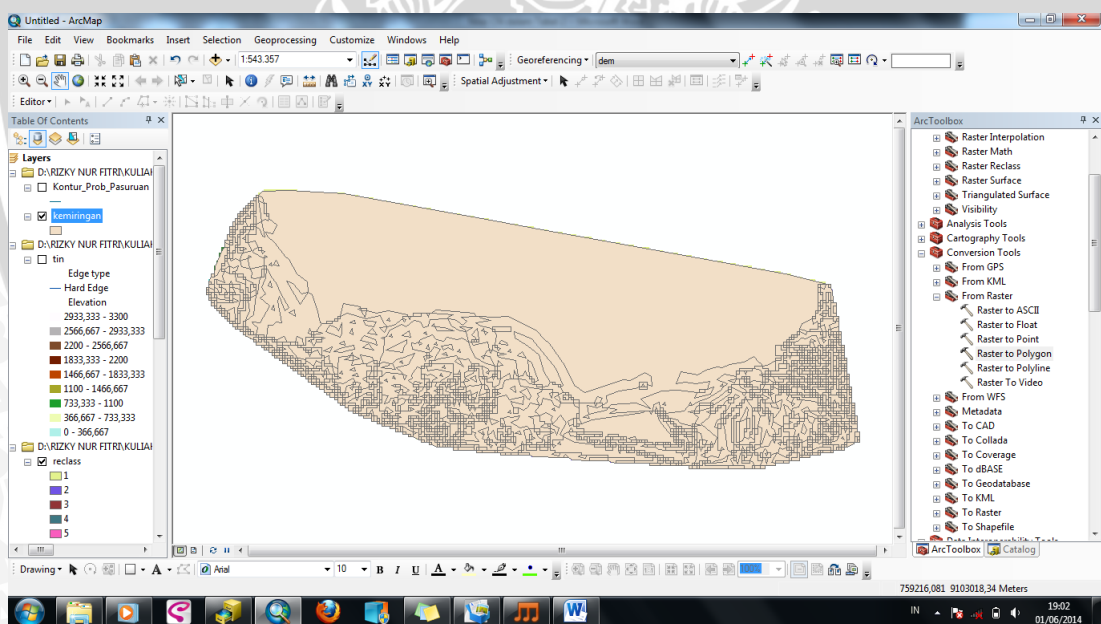 Untitled - ArcMap
File Edit View Bookmarks Insert Selection Geoprocessing Customize Windows Help
1:543.357 Georeferencing dem
Spatial Adjustment
Editor
Table Of Contents
Layers
D:\RIZKY NUR FITRI\KULIAH
Kontur_Prob_Pasuruan
kemiringan
D:\RIZKY NUR FITRI\KULIAH
tin
Edge type
Hard Edge
Elevation
2933,333 - 3300
2566,667 - 2933,333
2200 - 2566,667
1833,333 - 2200
1466,667 - 1833,333
1100 - 1466,667
733,333 - 1100
366,667 - 733,333
0 - 366,667
D:\RIZKY NUR FITRI\KULIAH
reclass
1
2
3
4
5
ArcToolbox
Raster Interpolation
Raster Math
Raster Reclass
Raster Surface
Triangulated Surface
Visibility
Analysis Tools
Cartography Tools
Conversion Tools
From GPS
From KML
From Raster
Raster to ASCII
Raster to Float
Raster to Point
Raster to Polygon
Raster to Polyline
Raster To Video
From WFS
Metadata
To CAD
To Collada
To Coverage
To dBASE
To Geodatabase
To KML
To Raster
To Shapefile
Data Interoperability Tools
ArcToolbox Catalog
Drawing A Arial 10 B I U A 100%
759216,081 9103018,34 Meters
IN 19:02
01/06/2014